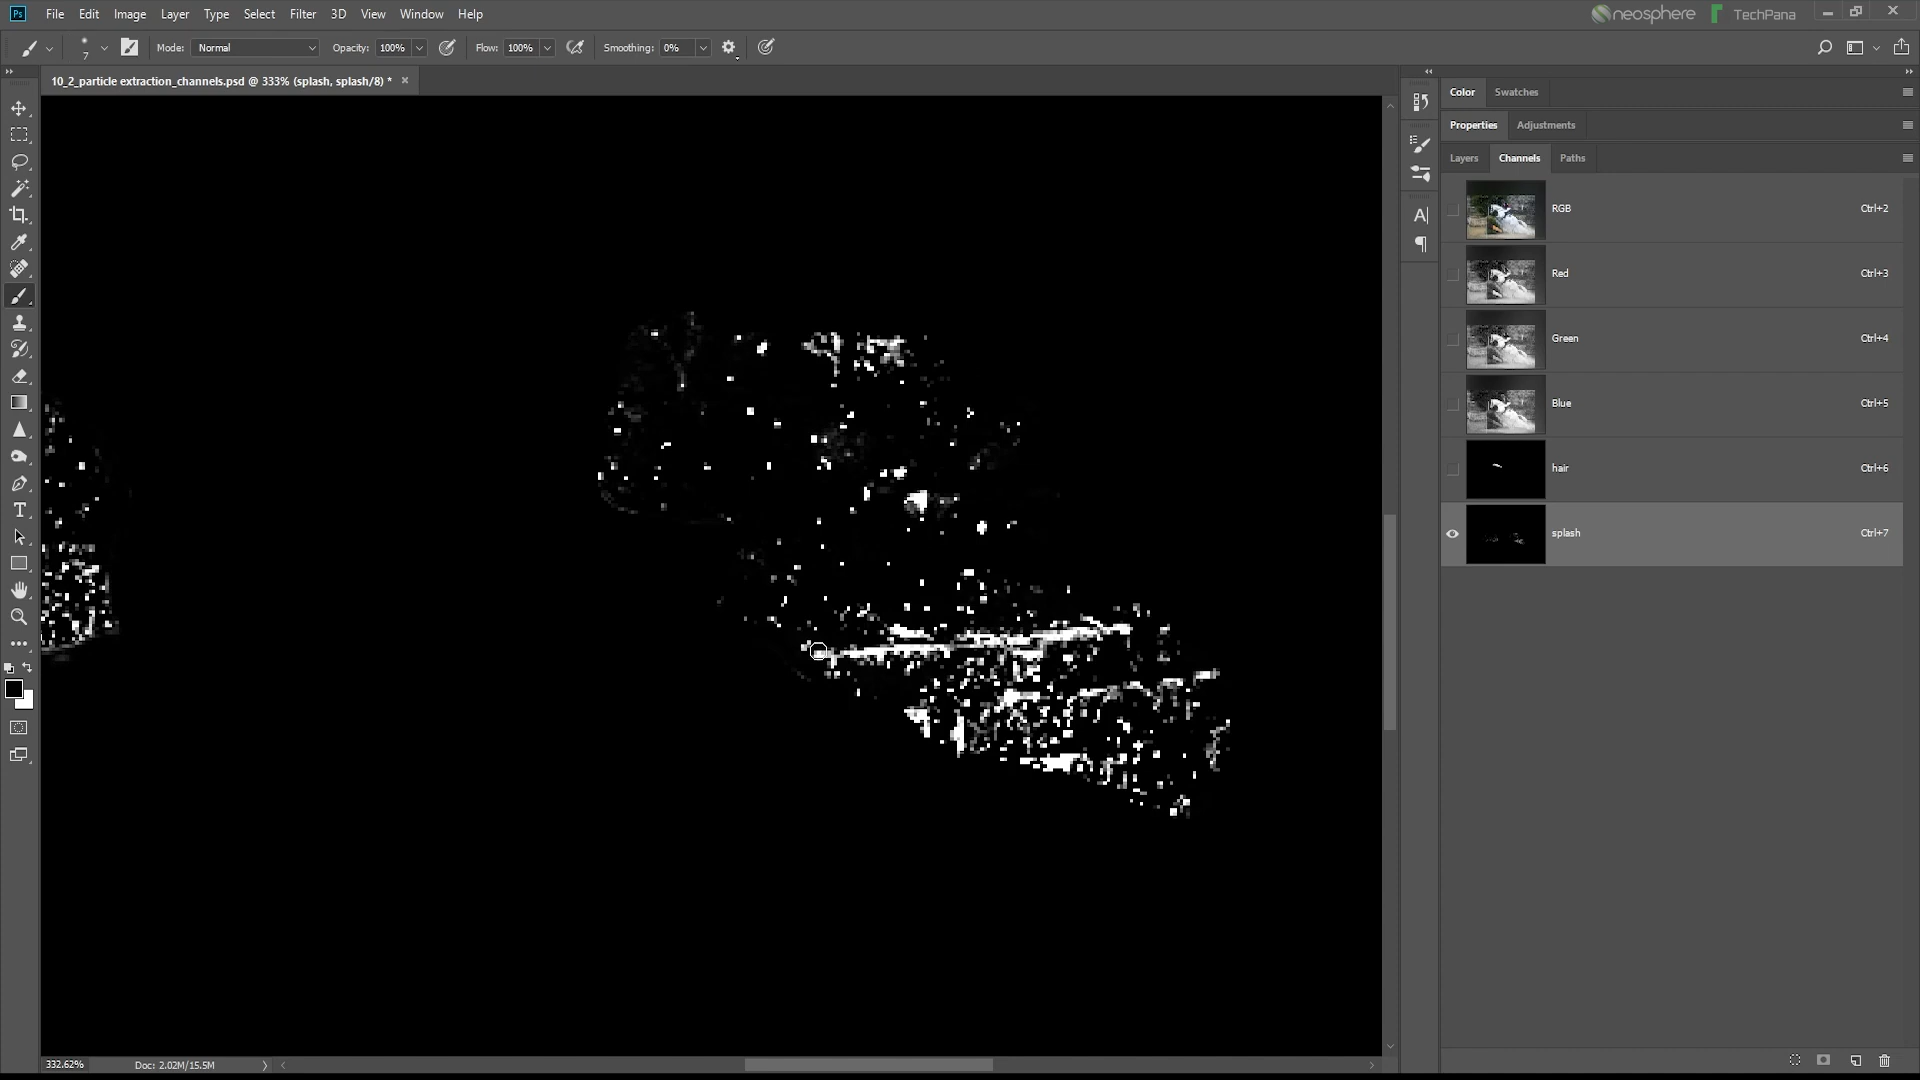 Ps File Edit Image Layer Type Select Filter 3D View Window Help neosphere TechPana
7 Mode: Normal Opacity: 100% Flow: 100% Smoothing: 0%
10_2_particle extraction_channels.psd @ 333% (splash, splash/8) * ×
Color Swatches
Properties Adjustments
Layers Channels Paths
RGB Ctrl+2
Red Ctrl+3
Green Ctrl+4
Blue Ctrl+5
hair Ctrl+6
splash Ctrl+7
332.62% Doc: 2.02M/15.5M